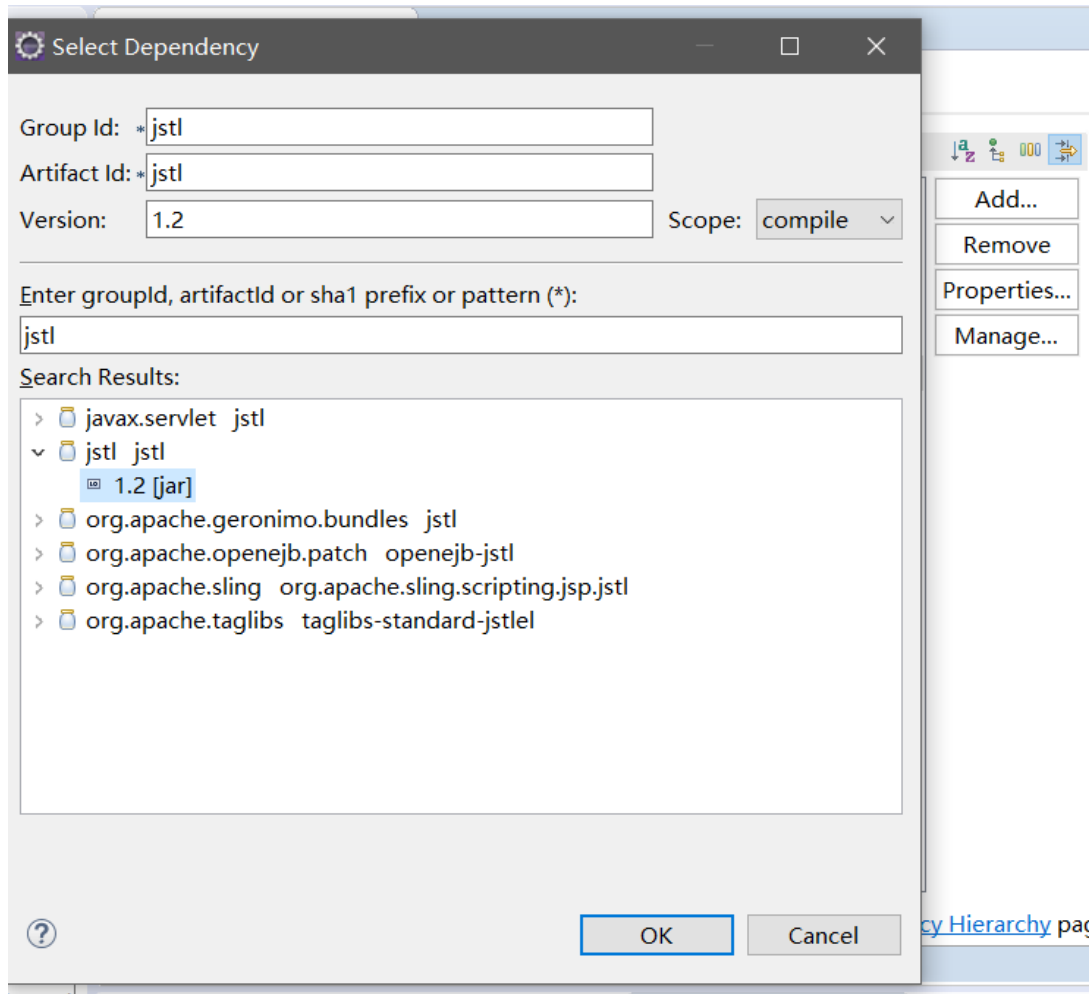 Select Dependency
Group Id: * jstl
Artifact Id: * jstl
Version: 1.2 Scope: compile
Enter groupId, artifactId or sha1 prefix or pattern (*):
jstl
Search Results:
javax.servlet jstl
jstl jstl
1.2 [jar]
org.apache.geronimo.bundles jstl
org.apache.openejb.patch openejb-jstl
org.apache.sling org.apache.sling.scripting.jsp.jstl
org.apache.taglibs taglibs-standard-jstlel
OK Cancel
Add...
Remove
Properties...
Manage...
cy Hierarchy pag